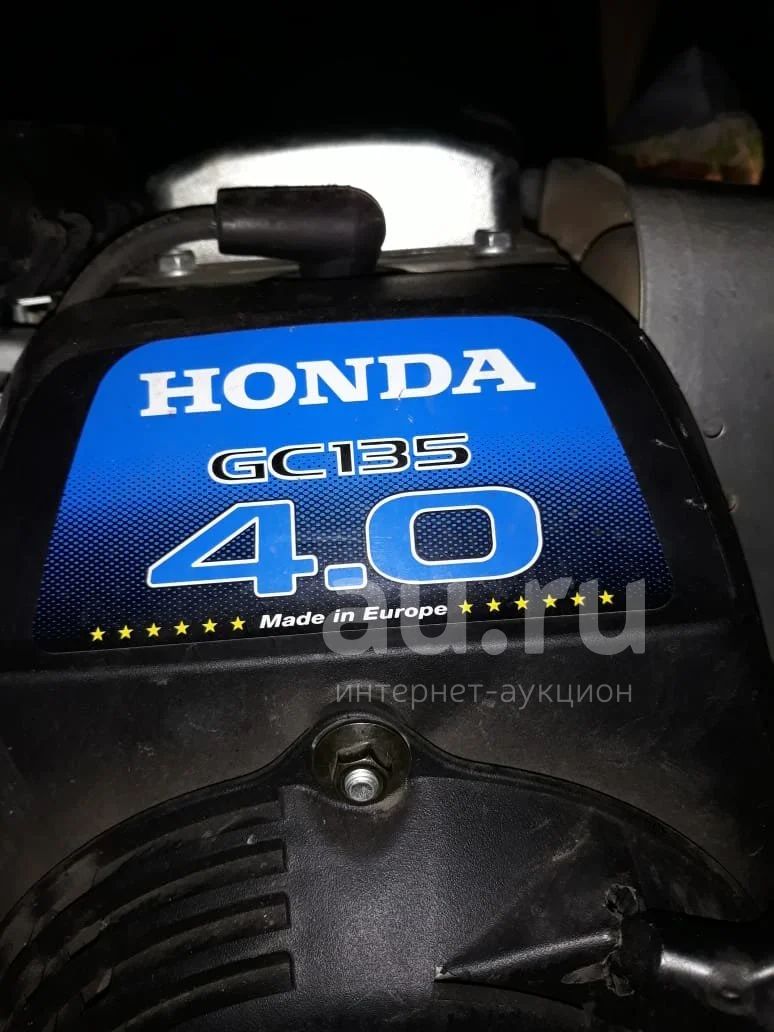 HONDA
GC135
4.0
Made in Europe
au.ru
интернет-аукцион